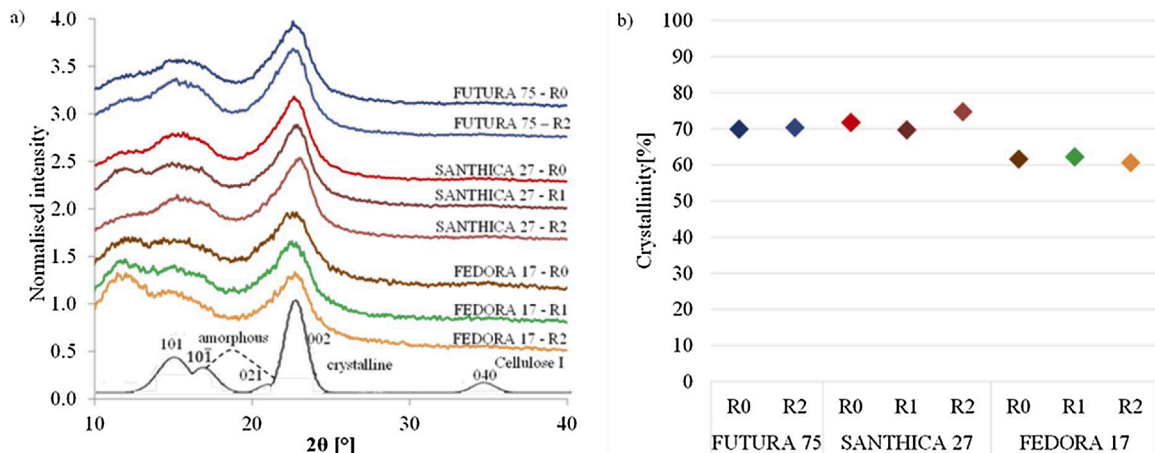 a)
Normalised intensity
4.0
3.5
3.0
2.5
2.0
1.5
1.0
0.5
0.0
10
20
30
40
2θ [°]
FUTURA 75 - R0
FUTURA 75 – R2
SANTHICA 27 - R0
SANTHICA 27 - R1
SANTHICA 27 - R2
FEDORA 17 - R0
FEDORA 17 - R1
FEDORA 17 - R2
101
101̅
amorphous
021
002
crystalline
Cellulose I
040
b)
Crystallinity[%]
100
90
80
70
60
50
40
30
20
10
0
R0 R2 R0 R1 R2 R0 R1 R2
FUTURA 75 SANTHICA 27 FEDORA 17